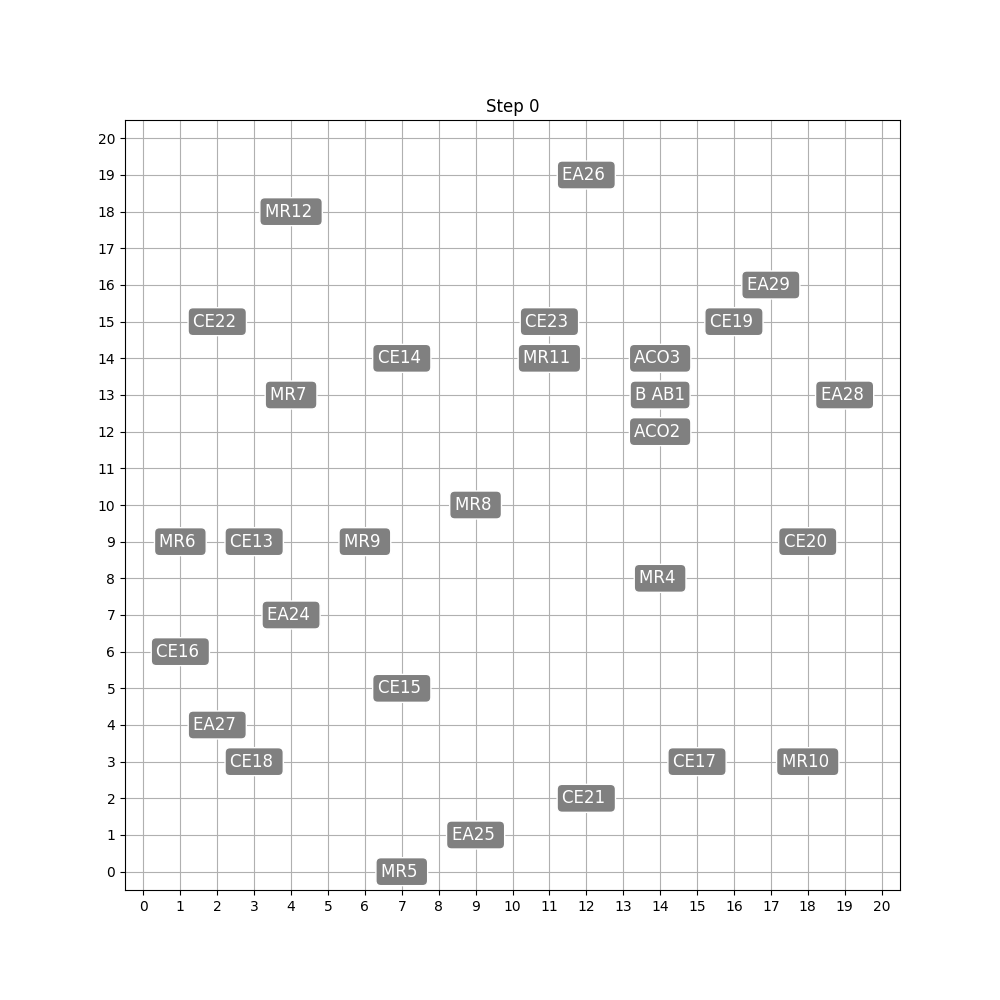 Step 0
20
19 EA26
18 MR12
17
16 EA29
15 CE22 CE23 CE19
14 CE14 MR11 ACO3
13 MR7 B AB1 EA28
12 ACO2
11
10 MR8
9 MR6 CE13 MR9 CE20
8 MR4
7 EA24
6 CE16
5 CE15
4 EA27
3 CE18 CE17 MR10
2 CE21
1 EA25
0 MR5
0 1 2 3 4 5 6 7 8 9 10 11 12 13 14 15 16 17 18 19 20